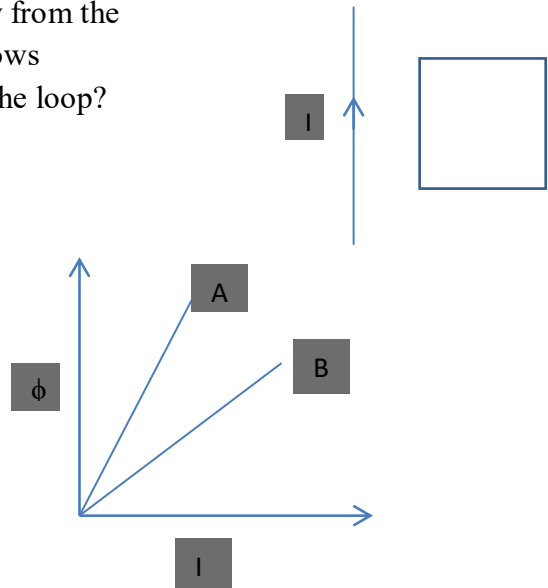 y from the
ows
he loop?
I
A
B
ϕ
I